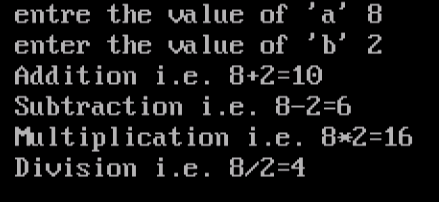 entre the value of 'a' 8
enter the value of 'b' 2
Addition i.e. 8+2=10
Subtraction i.e. 8-2=6
Multiplication i.e. 8*2=16
Division i.e. 8/2=4